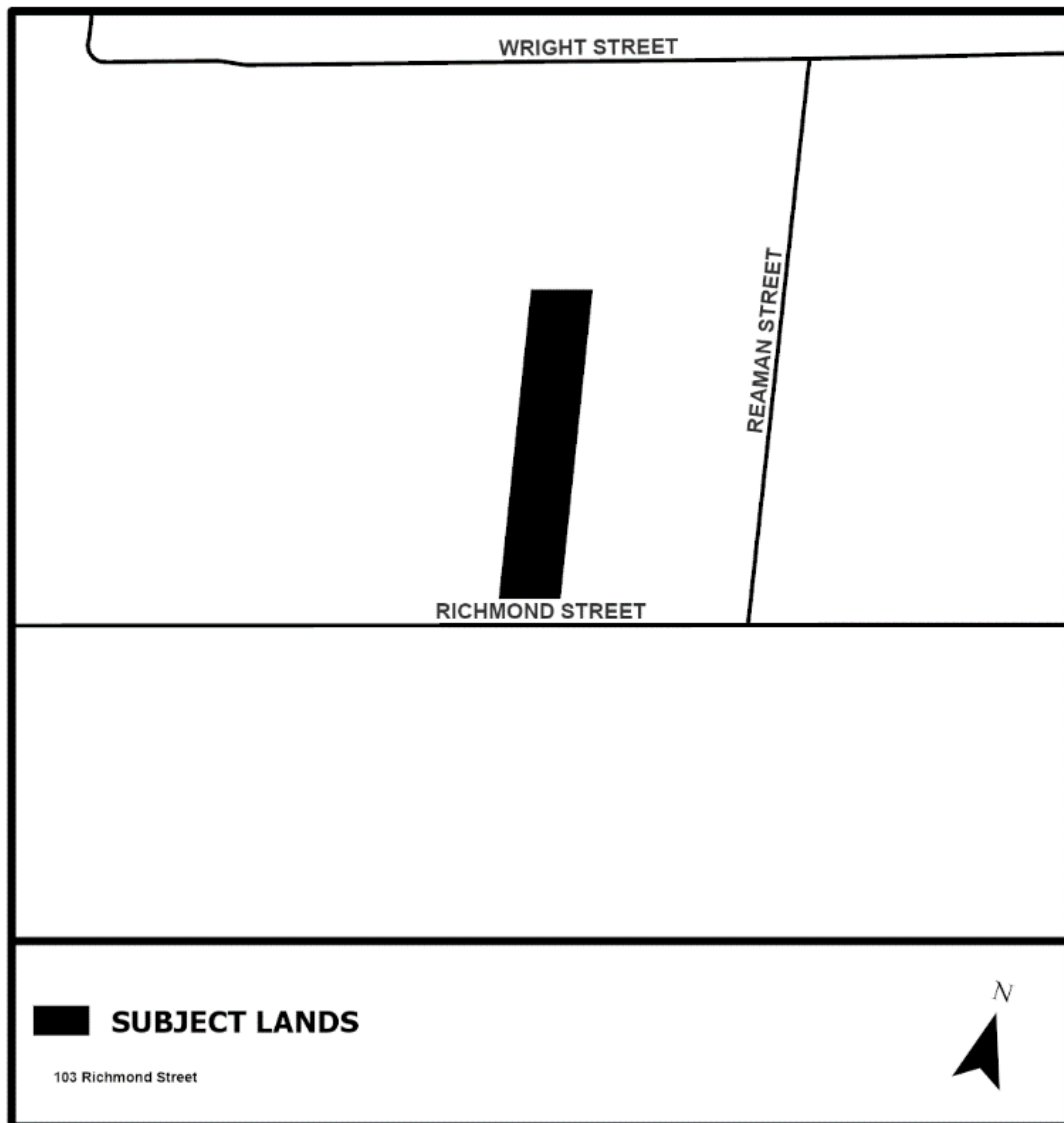 WRIGHT STREET
REAMAN STREET
RICHMOND STREET
N
SUBJECT LANDS
103 Richmond Street